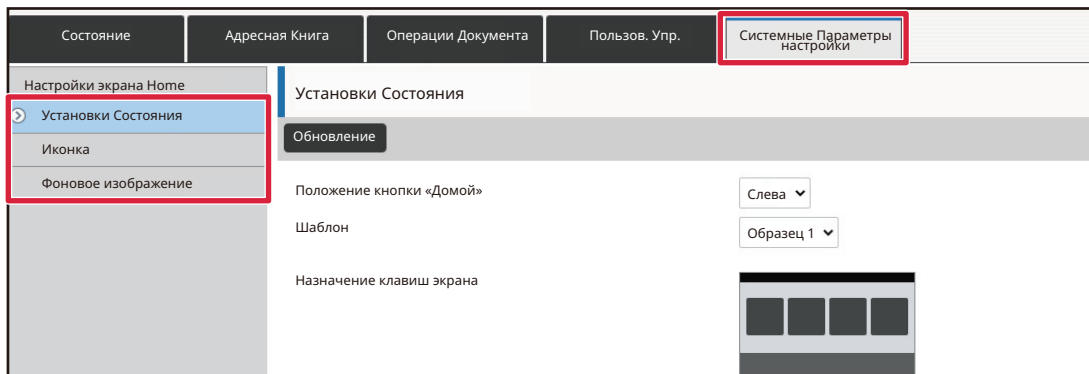 Состояние
Адресная Книга
Операции Документа
Пользов. Упр.
Системные Параметры
настройки
Настройки экрана Home
Установки Состояния
Иконка
Фоновое изображение
Установки Состояния
Обновление
Положение кнопки «Домой»
Слева
Шаблон
Образец 1
Назначение клавиш экрана